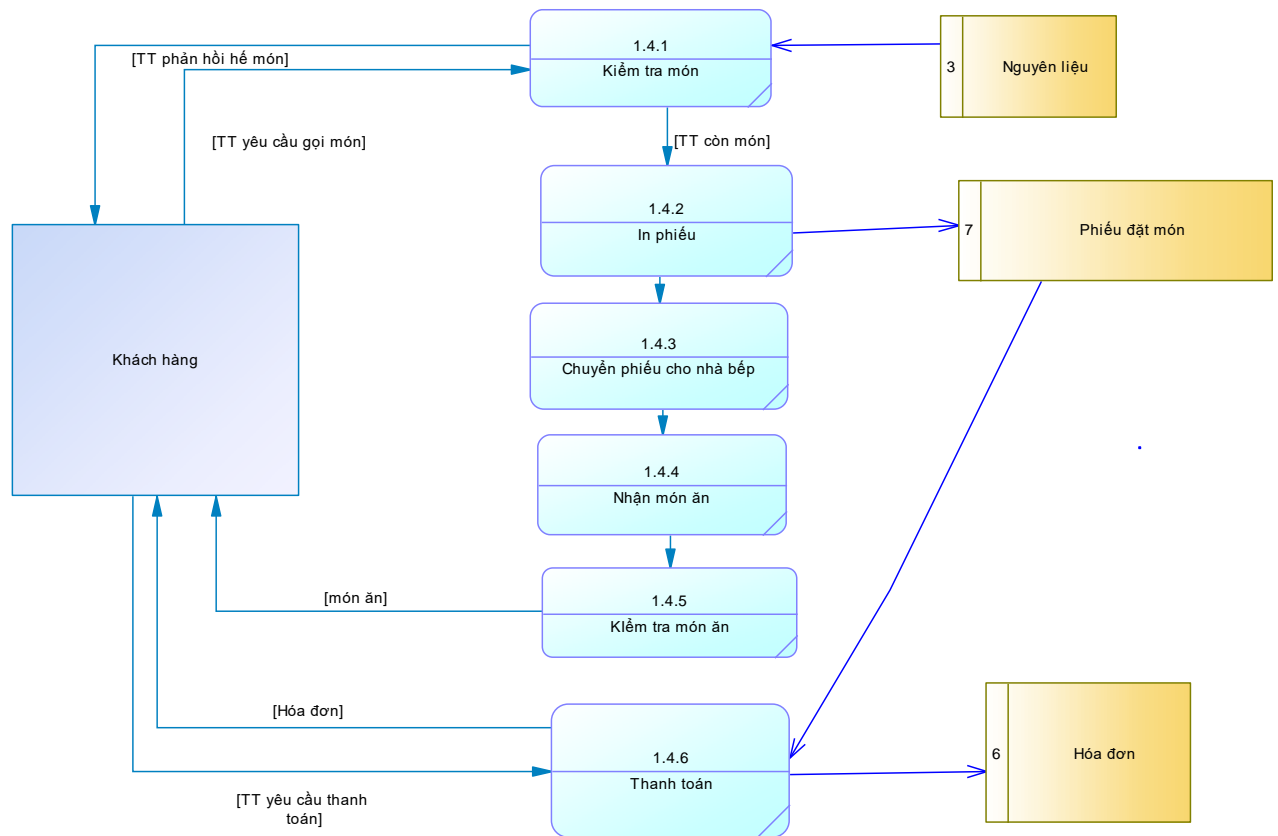 1.4.1
Kiểm tra món
3
Nguyên liệu
[TT phản hồi hế món]
[TT yêu cầu gọi món]
[TT còn món]
1.4.2
In phiếu
7
Phiếu đặt món
1.4.3
Chuyển phiếu cho nhà bếp
Khách hàng
1.4.4
Nhận món ăn
1.4.5
KIểm tra món ăn
[món ăn]
[Hóa đơn]
1.4.6
Thanh toán
6
Hóa đơn
[TT yêu cầu thanh
toán]